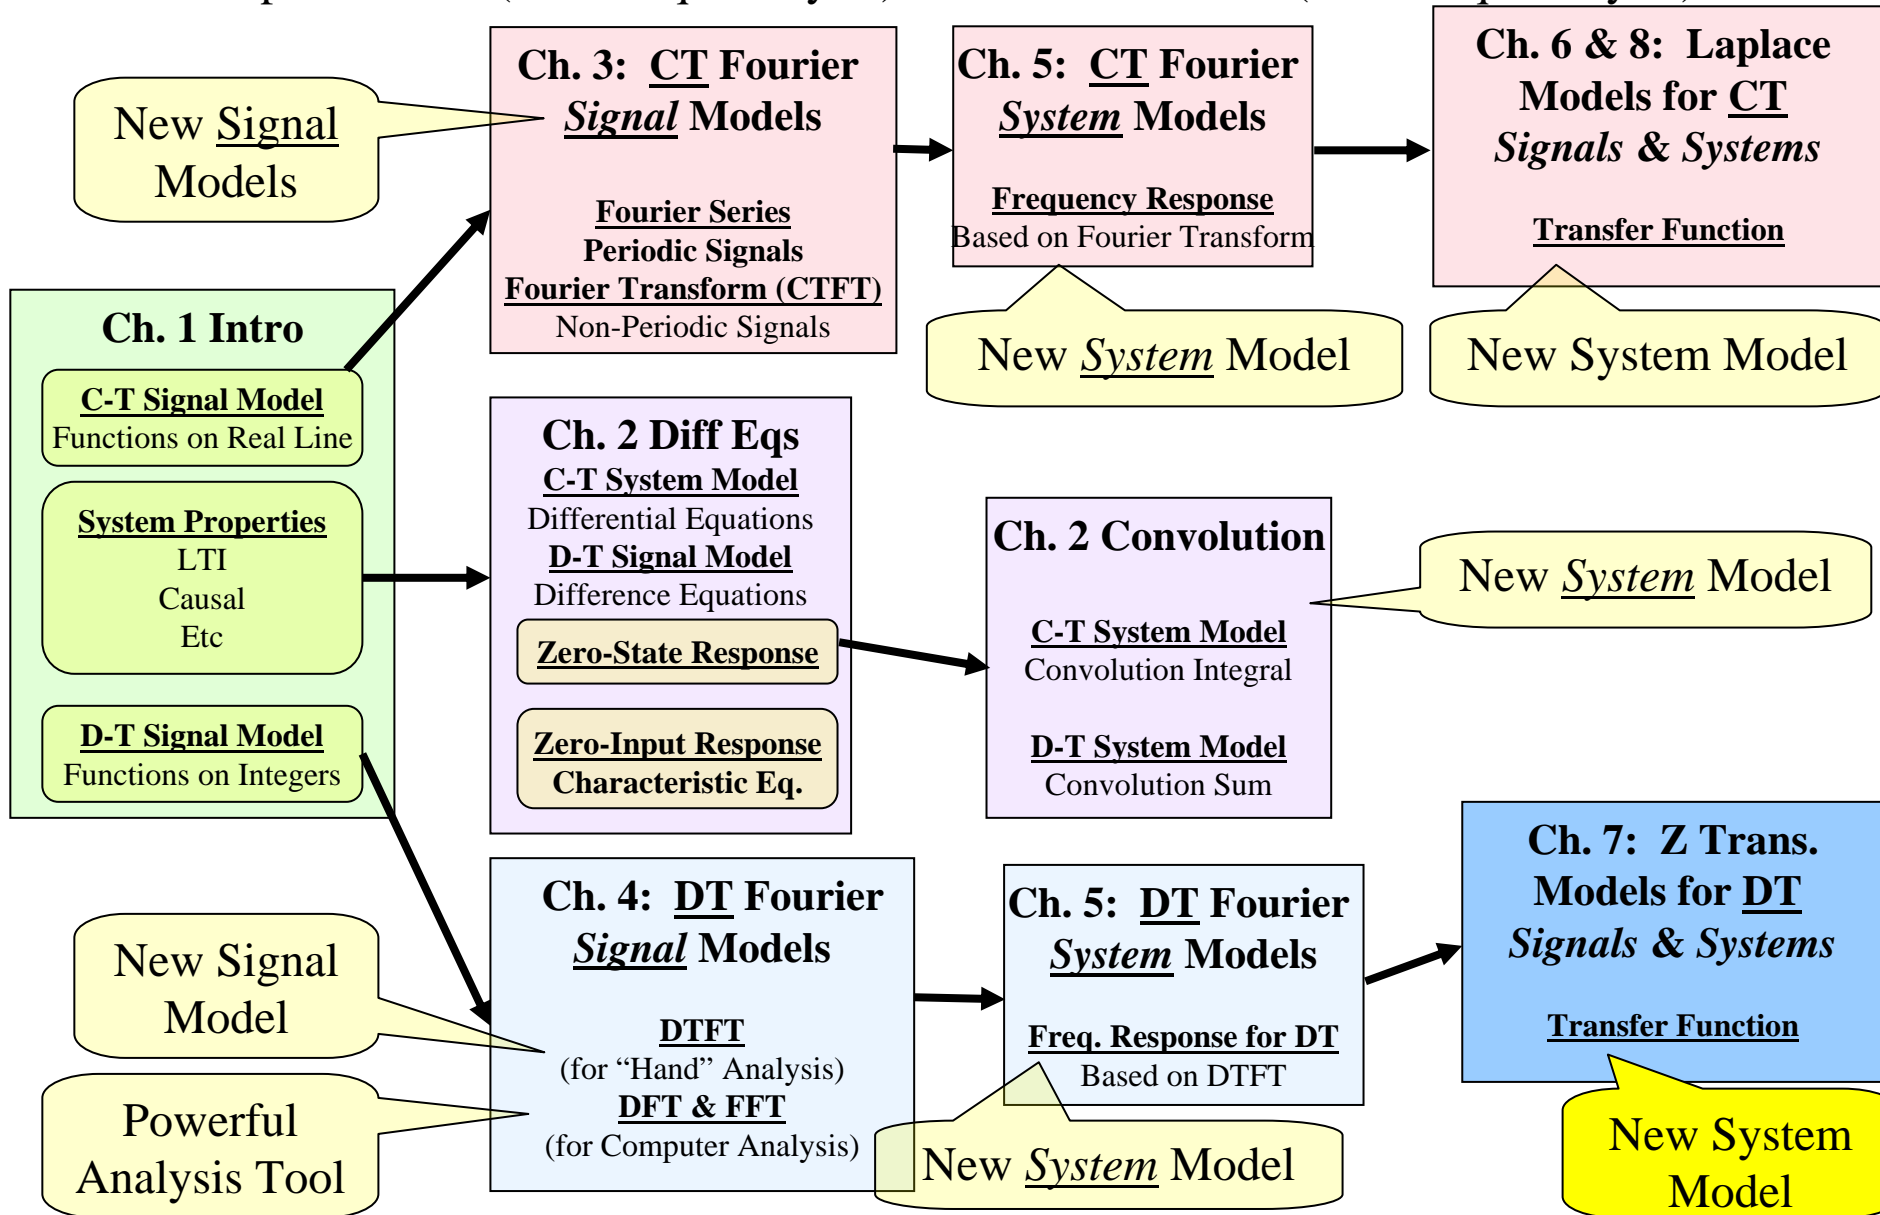 New Signal
Models
Ch. 3: CT Fourier
Signal Models
Fourier Series
Periodic Signals
Fourier Transform (CTFT)
Non-Periodic Signals
Ch. 5: CT Fourier
System Models
Frequency Response
Based on Fourier Transform
New System Model
Ch. 6 & 8: Laplace
Models for CT
Signals & Systems
Transfer Function
New System Model
Ch. 1 Intro
C-T Signal Model
Functions on Real Line
System Properties
LTI
Causal
Etc
D-T Signal Model
Functions on Integers
Ch. 2 Diff Eqs
C-T System Model
Differential Equations
D-T Signal Model
Difference Equations
Zero-State Response
Zero-Input Response
Characteristic Eq.
Ch. 2 Convolution
C-T System Model
Convolution Integral
D-T System Model
Convolution Sum
New System Model
New Signal
Model
Powerful
Analysis Tool
Ch. 4: DT Fourier
Signal Models
DTFT
(for “Hand” Analysis)
DFT & FFT
(for Computer Analysis)
Ch. 5: DT Fourier
System Models
Freq. Response for DT
Based on DTFT
New System Model
Ch. 7: Z Trans.
Models for DT
Signals & Systems
Transfer Function
New System
Model